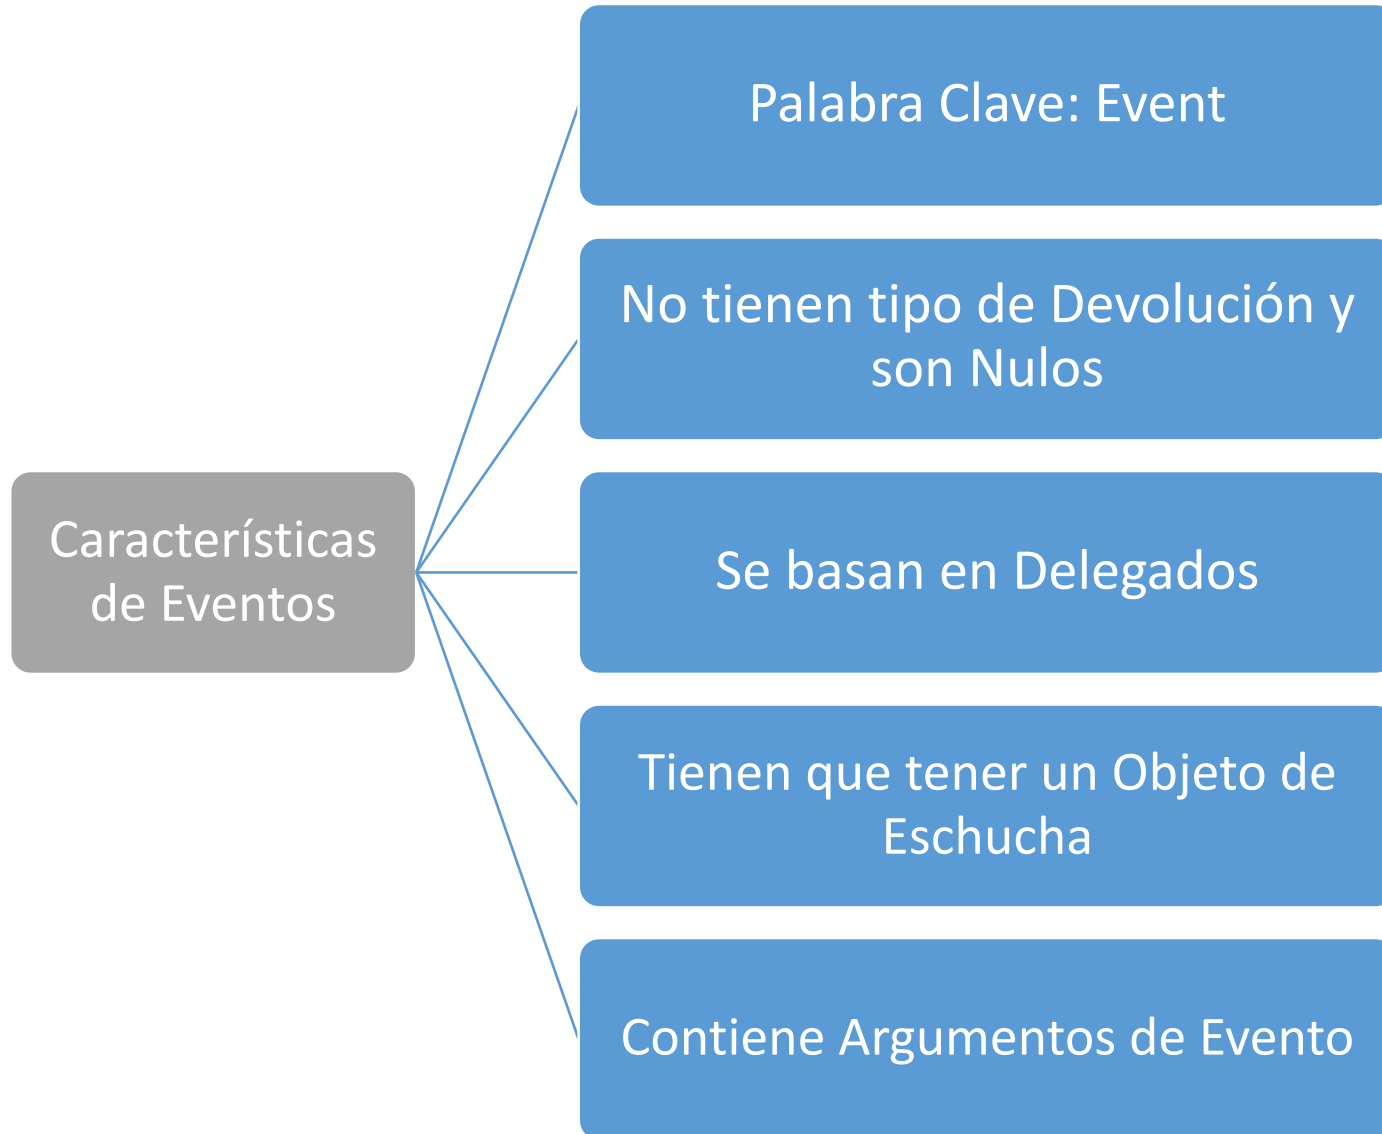 Palabra Clave: Event
No tienen tipo de Devolución y
son Nulos
Características
de Eventos
Se basan en Delegados
Tienen que tener un Objeto de
Eschucha
Contiene Argumentos de Evento